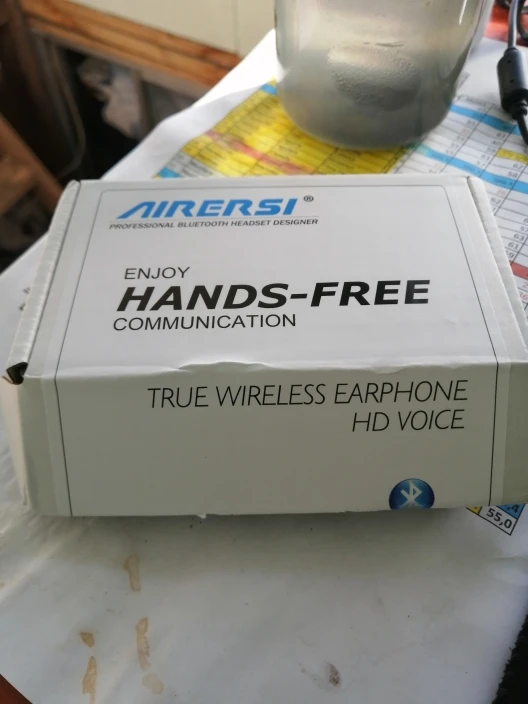 AIRERSI®
PROFESSIONAL BLUETOOTH HEADSET DESIGNER
ENJOY
HANDS-FREE
COMMUNICATION
TRUE WIRELESS EARPHONE
HD VOICE
55,0